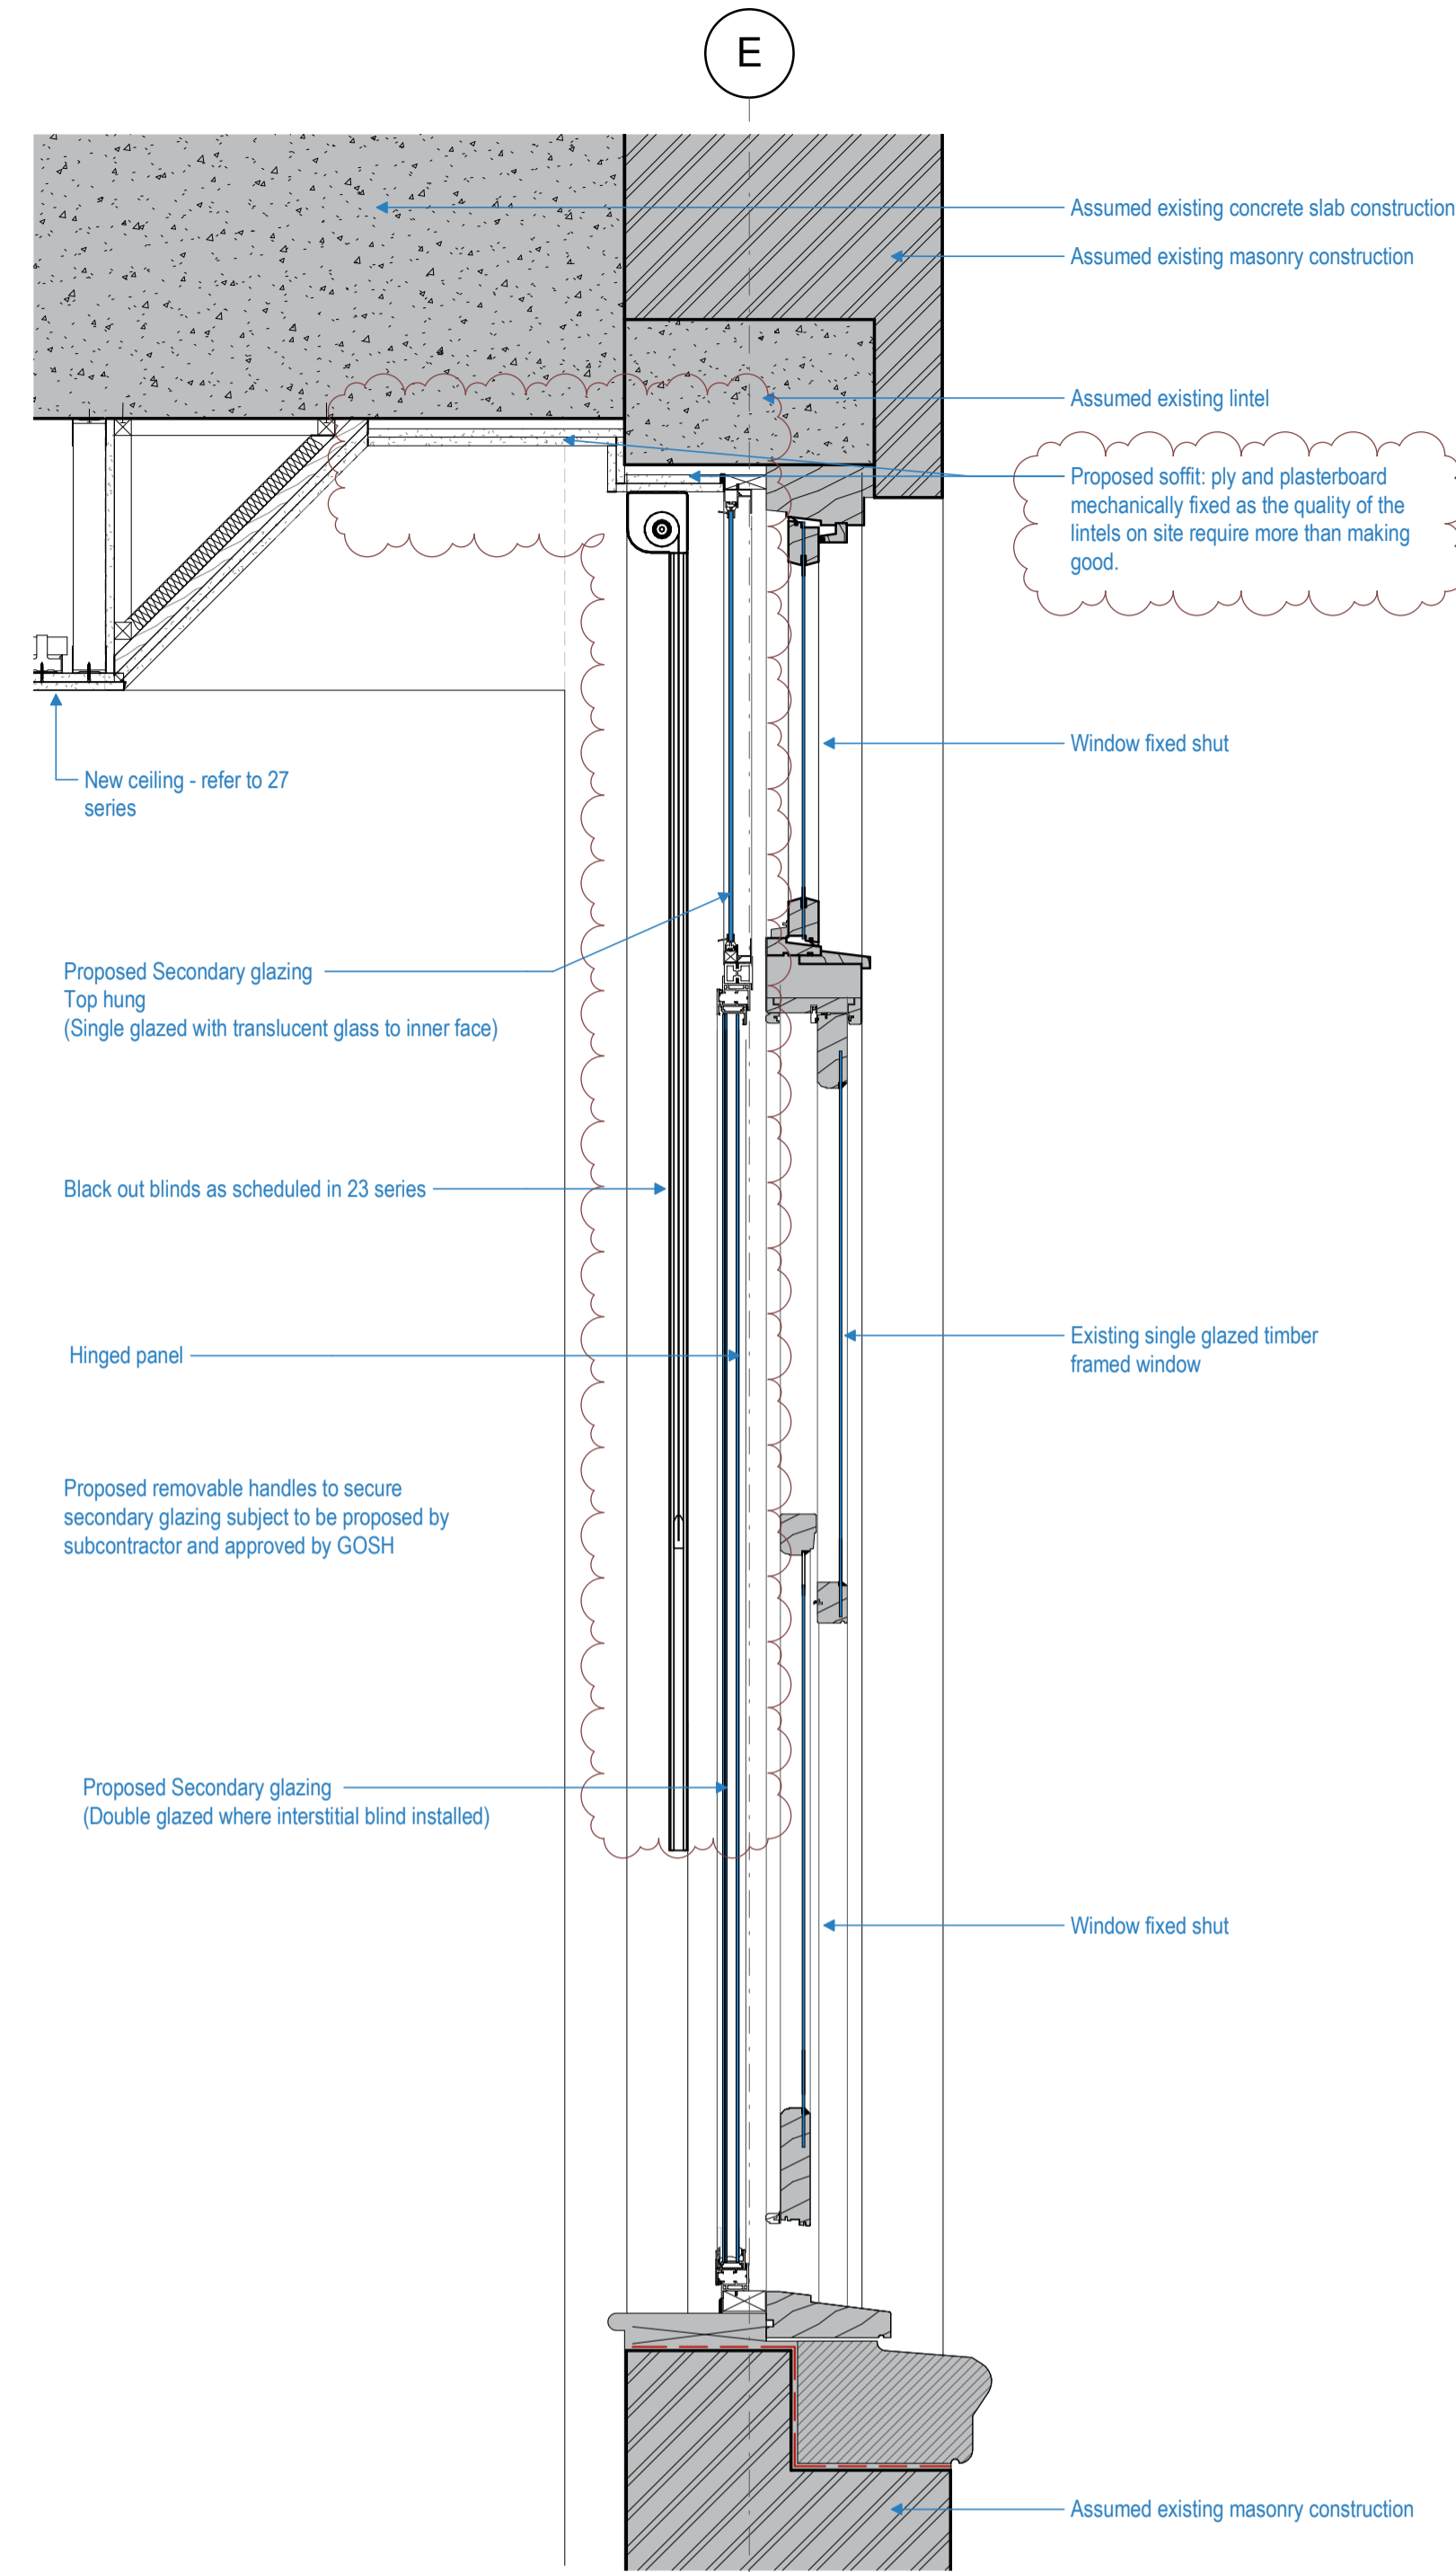 E
Assumed existing concrete slab construction
Assumed existing masonry construction
Assumed existing lintel
Proposed soffit: ply and plasterboard
mechanically fixed as the quality of the
lintels on site require more than making
good.
Window fixed shut
New ceiling - refer to 27
series
Proposed Secondary glazing
Top hung
(Single glazed with translucent glass to inner face)
Black out blinds as scheduled in 23 series
Existing single glazed timber
framed window
Hinged panel
Proposed removable handles to secure
secondary glazing subject to be proposed by
subcontractor and approved by GOSH
Proposed Secondary glazing
(Double glazed where interstitial blind installed)
Window fixed shut
Assumed existing masonry construction